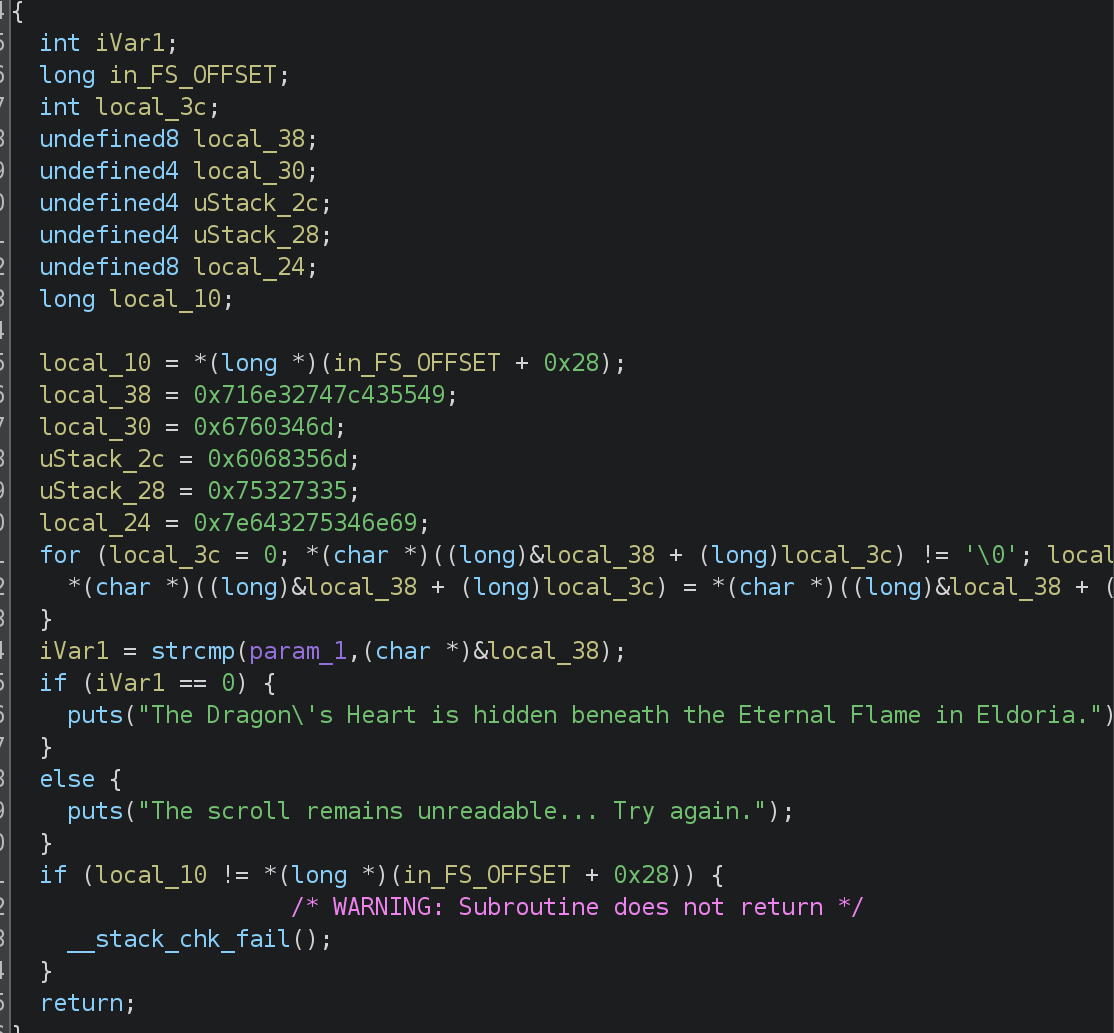 {
int iVar1;
long in_FS_OFFSET;
int local_3c;
undefined8 local_38;
undefined4 local_30;
undefined4 uStack_2c;
undefined4 uStack_28;
undefined8 local_24;
long local_10;
local_10 = *(long *)(in_FS_OFFSET + 0x28);
local_38 = 0x716e32747c435549;
local_30 = 0x6760346d;
uStack_2c = 0x6068356d;
uStack_28 = 0x75327335;
local_24 = 0x7e643275346e69;
for (local_3c = 0; *(char *)((long)&local_38 + (long)local_3c) != '\0'; local
*(char *)((long)&local_38 + (long)local_3c) = *(char *)((long)&local_38 + (
}
iVar1 = strcmp(param_1,(char *)&local_38);
if (iVar1 == 0) {
puts("The Dragon\'s Heart is hidden beneath the Eternal Flame in Eldoria.")
}
else {
puts("The scroll remains unreadable... Try again.");
}
if (local_10 != *(long *)(in_FS_OFFSET + 0x28)) {
/* WARNING: Subroutine does not return */
__stack_chk_fail();
}
return;
}